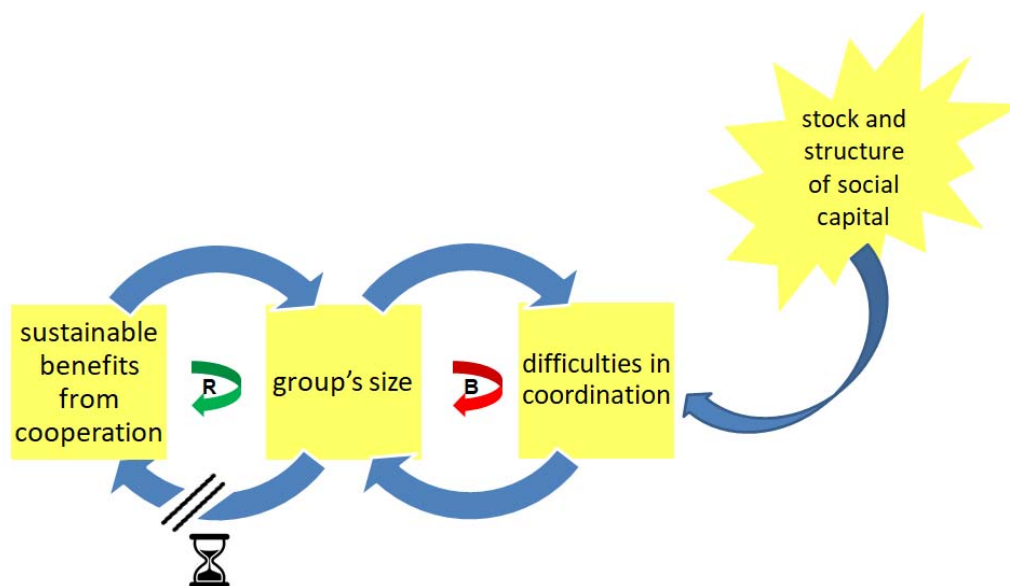 stock and
structure
of social
capital
sustainable
benefits
from
cooperation
R
group's size
B
difficulties in
coordination